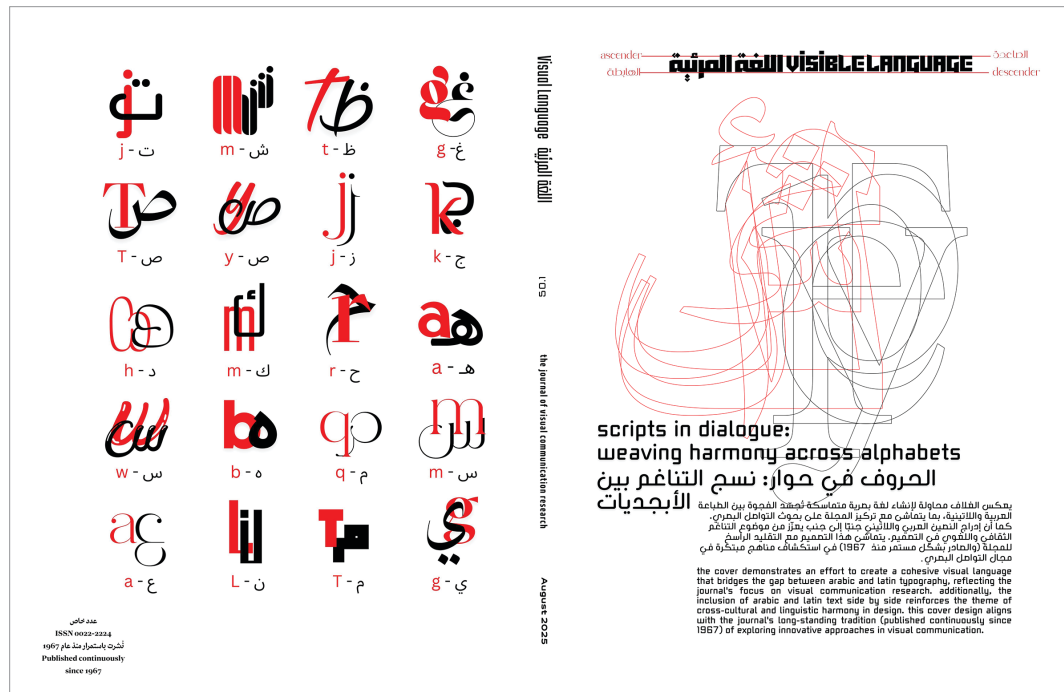 ت - j
ش - m
ظ - t
غ - g
ص - T
ص - y
ز - j
ج - k
د - h
ك - m
ح - r
هـ - a
س - w
ه - b
م - q
س - m
ع - a
ن - L
م - T
ي - g
عدد خاص
ISSN 0022-2224
نُشرت باستمرار منذ عام ١٩٦٧
Published continuously
since 1967
Visual Language اللغة المرئية
the journal of visual communication research
August 2025
ascender
الصاعدة
اللغة المرئية VISIBLE LANGUAGE
الهابطة
descender
scripts in dialogue:
weaving harmony across alphabets
الحروف في حوار: نسج التناغم بين
الأبجديات
يعكس الغلاف محاولة لإنشاء لغة بصرية متماسكة تُجسّد الفجوة بين الطباعة
العربية واللاتينية، بما يتماشى مع تركيز المجلة على بحوث التواصل البصري.
كما أن إدراج النصين العربي واللاتيني جنبًا إلى جنب يعزّز من موضوع التناغم
الثقافي واللغوي في التصميم. يتماشى هذا التصميم مع التقليد الراسخ
للمجلة (والصادر بشكل مستمر منذ 1967) في استكشاف مناهج مبتكرة في
مجال التواصل البصري.
the cover demonstrates an effort to create a cohesive visual language
that bridges the gap between arabic and latin typography, reflecting the
journal's focus on visual communication research. additionally, the
inclusion of arabic and latin text side by side reinforces the theme of
cross-cultural and linguistic harmony in design. this cover design aligns
with the journal's long-standing tradition (published continuously since
1967) of exploring innovative approaches in visual communication.